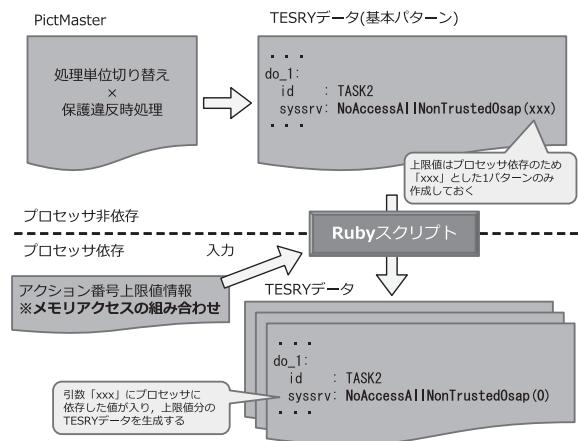 PictMaster
処理単位切り替え
×
保護違反時処理
TESRYデータ(基本パターン)
・・・
do_1:
id : TASK2
syssrv: NoAccessAllNonTrustedOsap(xxx)
・・・
上限値はプロセッサ依存のため
「xxx」とした1パターンのみ
作成しておく
プロセッサ非依存
プロセッサ依存
入力
Rubyスクリプト
アクション番号上限値情報
※メモリアクセスの組み合わせ
TESRYデータ
・・・
do_1:
id : TASK2
syssrv: NoAccessAllNonTrustedOsap(0)
・・・
引数「xxx」にプロセッサに
依存した値が入り，上限値分の
TESRYデータを生成する